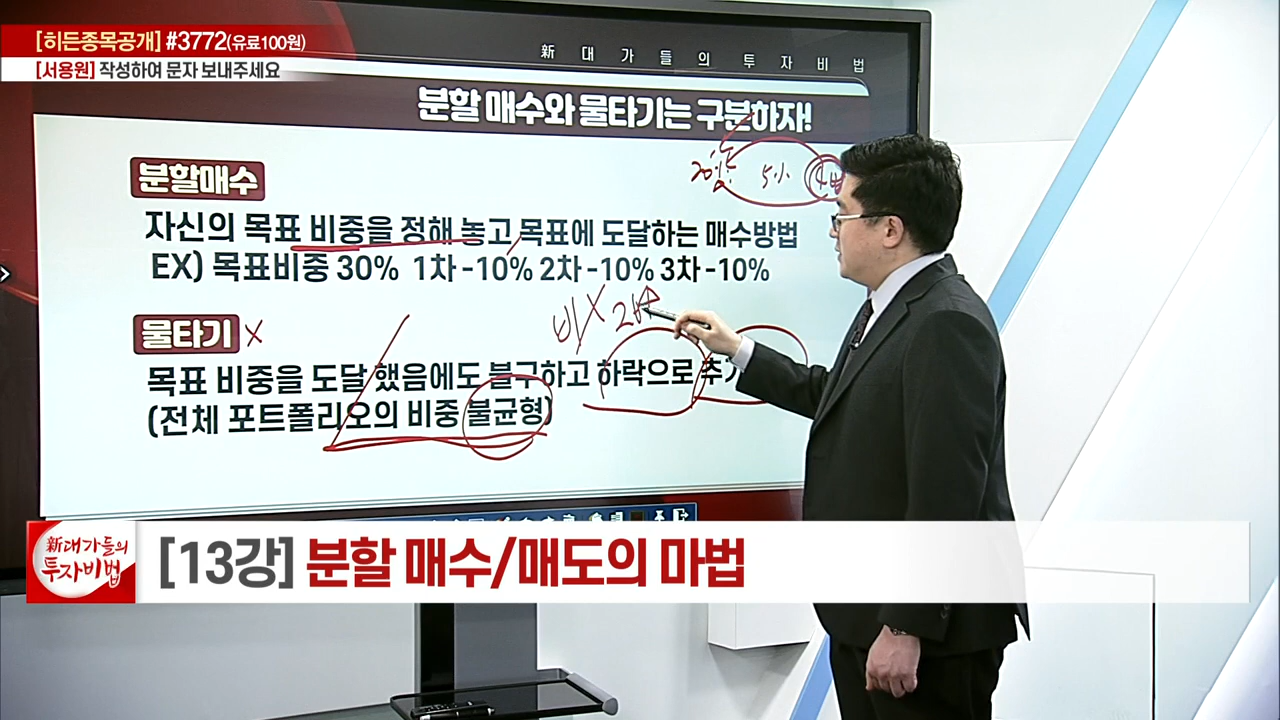 [히든종목공개] #3772(유료100원)
[서용원] 작성하여 문자 보내주세요
新 대가들의 투자비법
분할 매수와 물타기는 구분하자!
분할매수
자신의 목표 비중을 정해 놓고 목표에 도달하는 매수방법
EX) 목표비중 30% 1차-10% 2차-10% 3차-10%
물타기 X
목표 비중을 도달 했음에도 불구하고 하락으로
(전체 포트폴리오의 비중 불균형)
新대가들의
투자비법
[13강] 분할 매수/매도의 마법